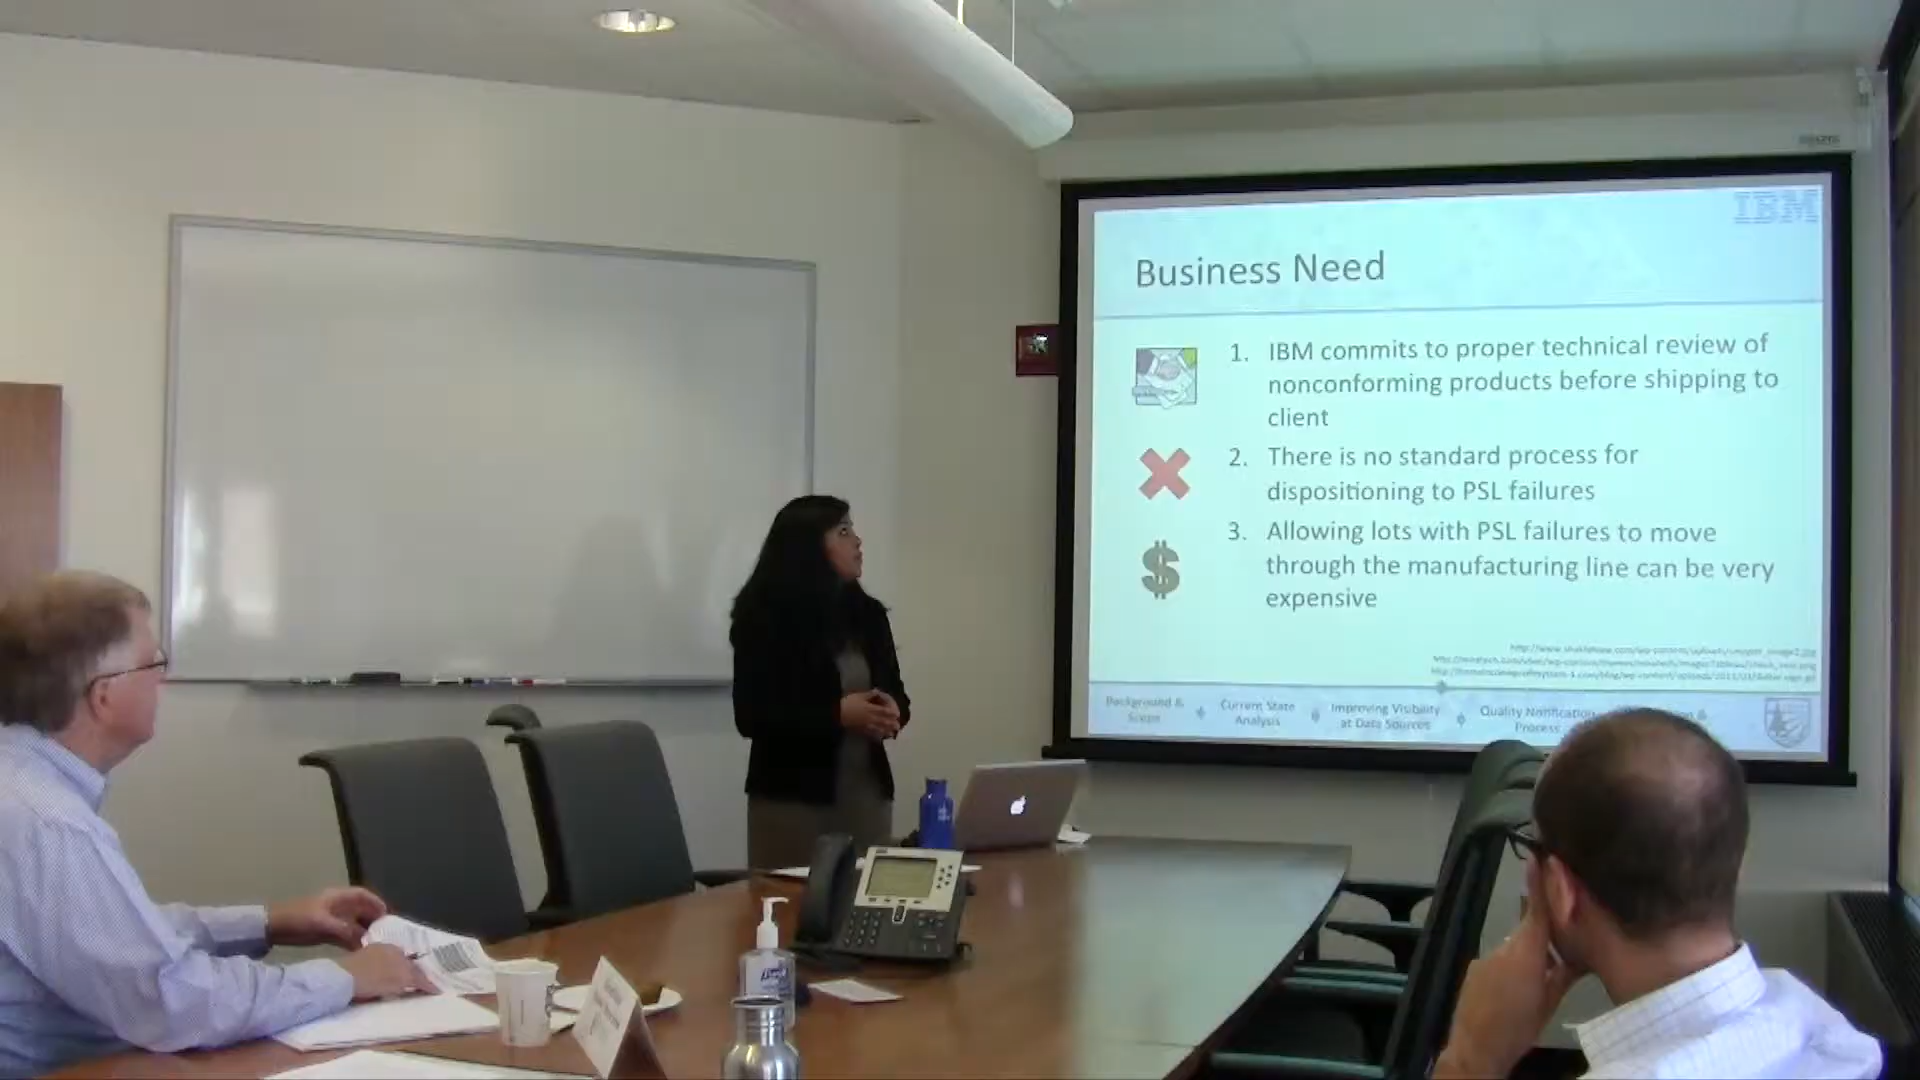 IBM
Business Need
1. IBM commits to proper technical review of
nonconforming products before shipping to
client
2. There is no standard process for
dispositioning to PSL failures
3. Allowing lots with PSL failures to move
through the manufacturing line can be very
expensive
Background &
Scope
Current State
Analysis
Improving Visibility
at Data Sources
Quality Notification
Process